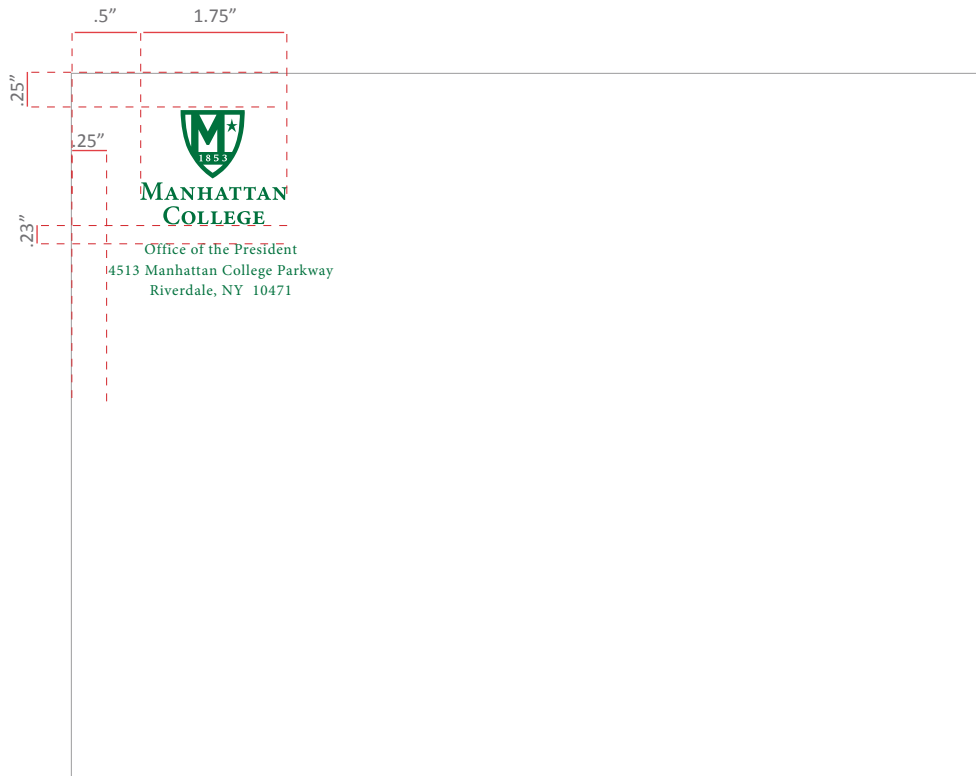 .5” 1.75”
.25”
.25”
M
1853
MANHATTAN
COLLEGE
.23”
Office of the President
4513 Manhattan College Parkway
Riverdale, NY  10471